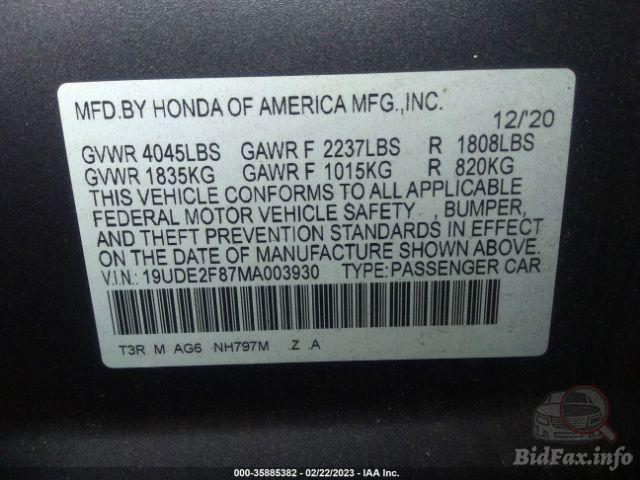 MFD.BY HONDA OF AMERICA MFG.,INC.
12/'20
GVWR 4045LBS GAWR F 2237LBS R 1808LBS
GVWR 1835KG GAWR F 1015KG R 820KG
THIS VEHICLE CONFORMS TO ALL APPLICABLE
FEDERAL MOTOR VEHICLE SAFETY , BUMPER,
AND THEFT PREVENTION STANDARDS IN EFFECT
ON THE DATE OF MANUFACTURE SHOWN ABOVE.
V.I.N.: 19UDE2F87MA003930 TYPE:PASSENGER CAR
T3R M AG6 NH797M .Z .A
BidFax.info
000-35885382 - 02/22/2023 - IAA Inc.